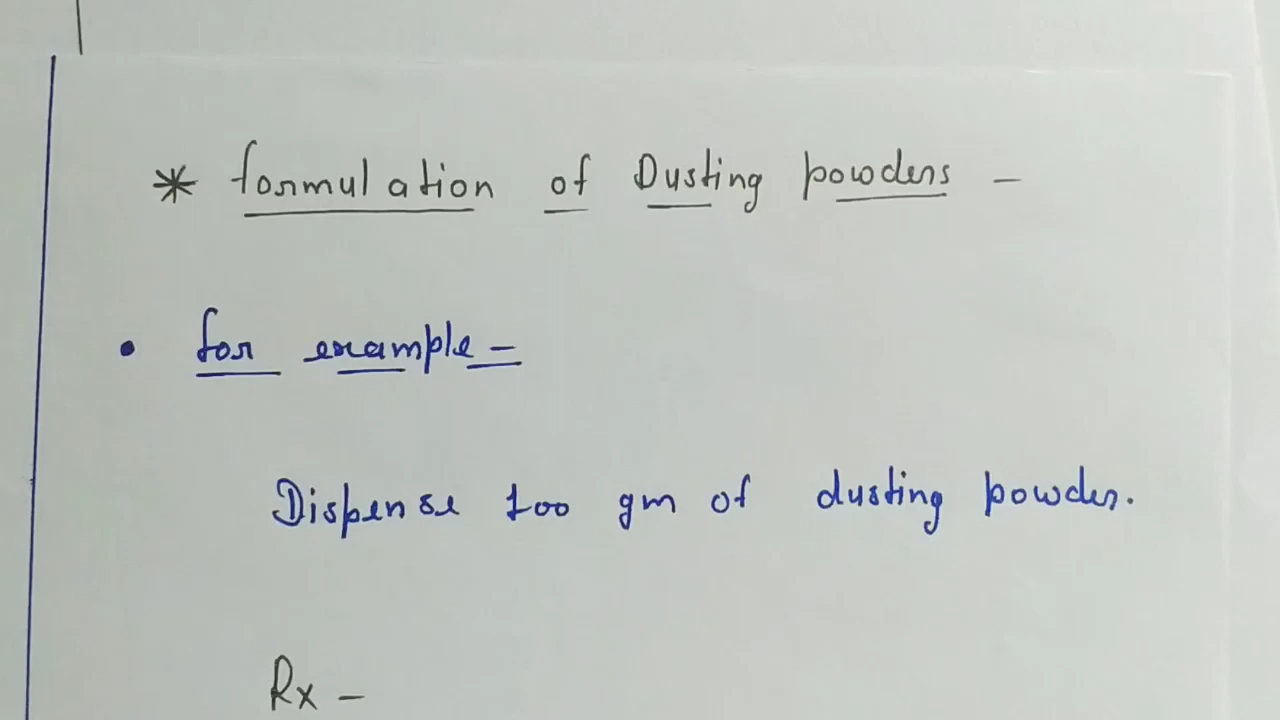 * formulation of Dusting powders -
• for example -
Dispense 100 gm of dusting powder.
Rx -